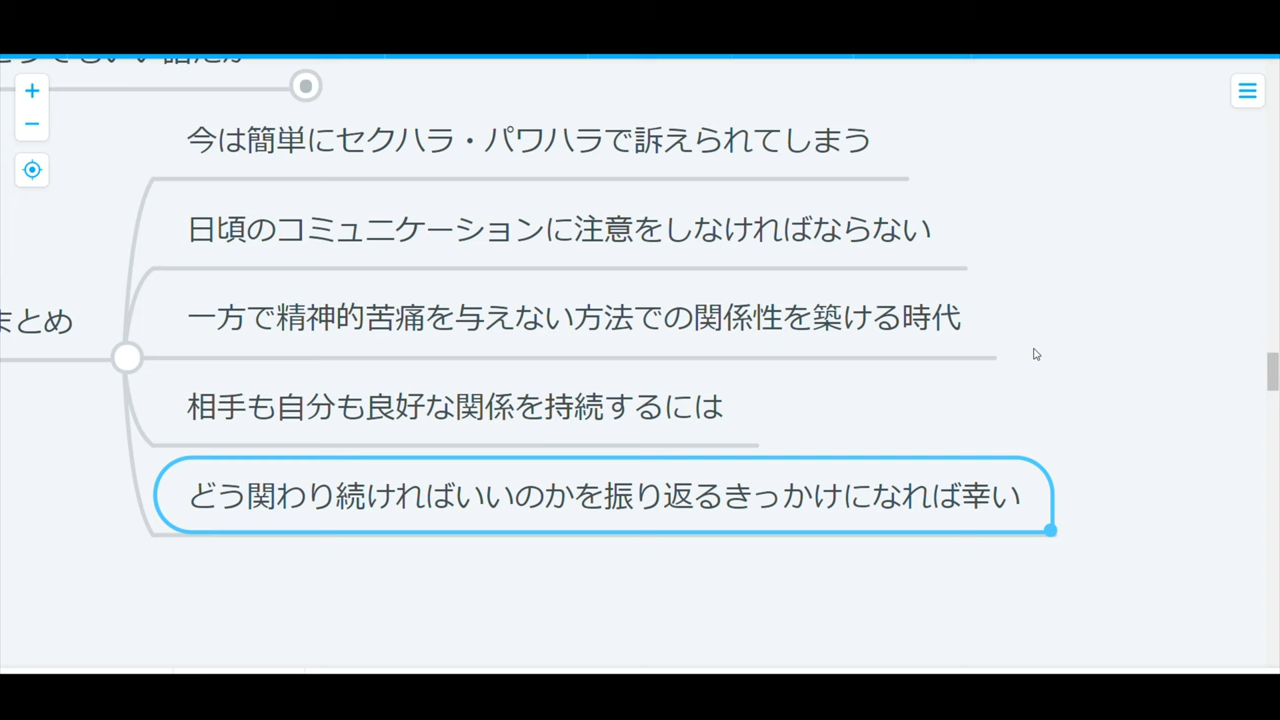 今は簡単にセクハラ・パワハラで訴えられてしまう
日頃のコミュニケーションに注意をしなければならない
一方で精神的苦痛を与えない方法での関係性を築ける時代
まとめ
相手も自分も良好な関係を持続するには
どう関わり続ければいいのかを振り返るきっかけになれば幸い